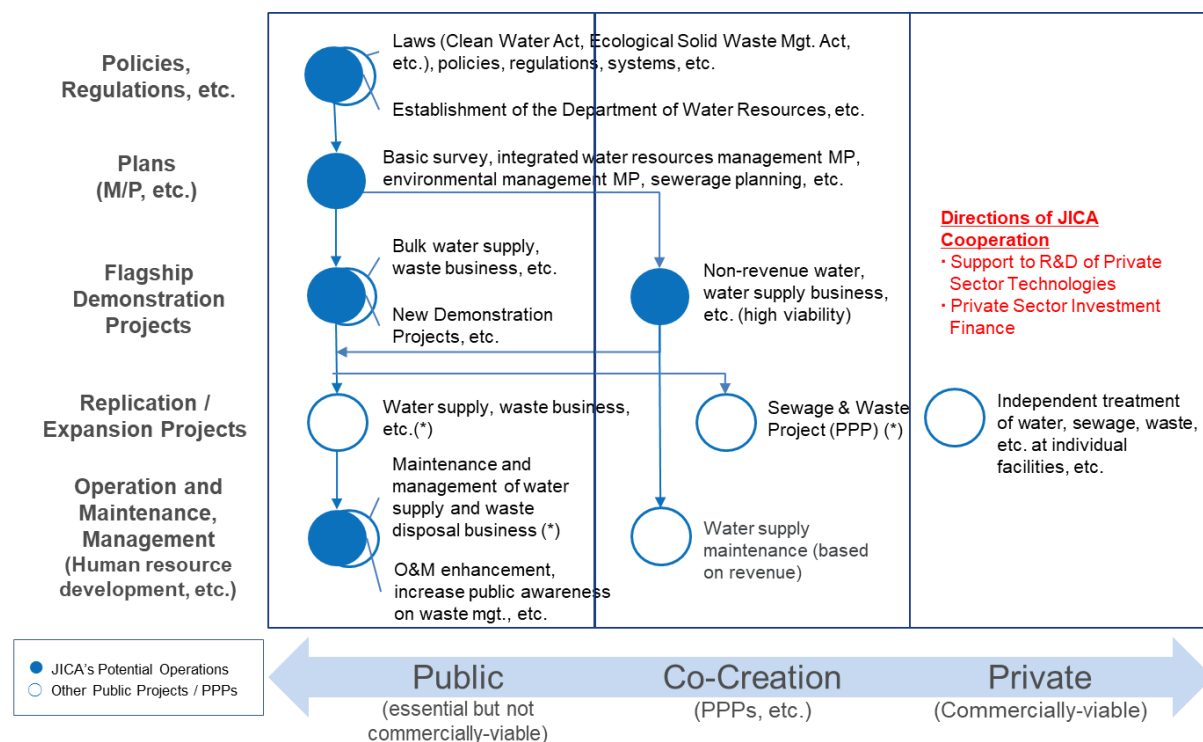 Policies,
Regulations, etc.
Laws (Clean Water Act, Ecological Solid Waste Mgt. Act,
etc.), policies, regulations, systems, etc.
Establishment of the Department of Water Resources, etc.
Plans
(M/P, etc.)
Basic survey, integrated water resources management MP,
environmental management MP, sewerage planning, etc.
Flagship
Demonstration
Projects
Bulk water supply,
waste business, etc.
New Demonstration
Projects, etc.
Non-revenue water,
water supply business,
etc. (high viability)
Directions of JICA
Cooperation
・Support to R&D of Private
Sector Technologies
・Private Sector Investment
Finance
Replication /
Expansion Projects
Water supply, waste business,
etc.(*)
Sewage & Waste
Project (PPP) (*)
Independent treatment
of water, sewage, waste,
etc. at individual
facilities, etc.
Operation and
Maintenance,
Management
(Human resource
development, etc.)
Maintenance and
management of water
supply and waste
disposal business (*)
O&M enhancement,
increase public awareness
on waste mgt., etc.
Water supply
maintenance (based
on revenue)
JICA's Potential Operations
Other Public Projects / PPPs
Public
(essential but not
commercially-viable)
Co-Creation
(PPPs, etc.)
Private
(Commercially-viable)